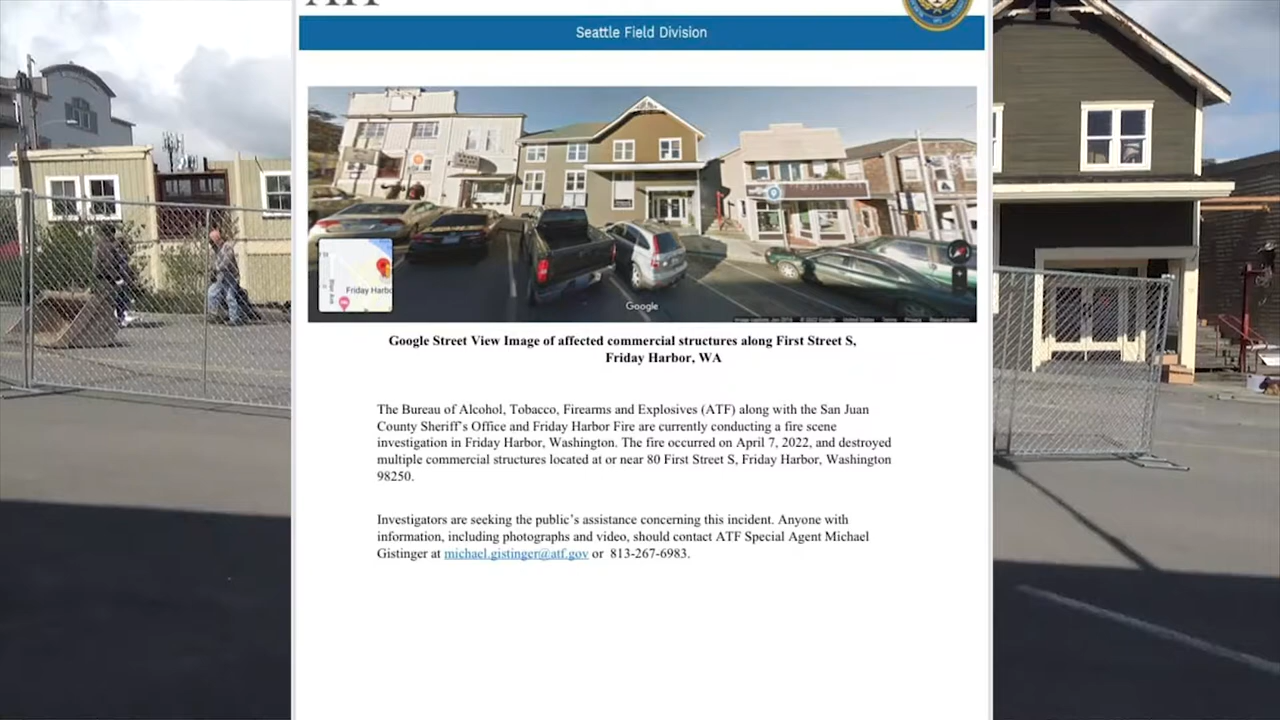 ATF
Seattle Field Division
Friday Harbo
Google
Google Street View Image of affected commercial structures along First Street S,
Friday Harbor, WA
The Bureau of Alcohol, Tobacco, Firearms and Explosives (ATF) along with the San Juan
County Sheriff's Office and Friday Harbor Fire are currently conducting a fire scene
investigation in Friday Harbor, Washington. The fire occurred on April 7, 2022, and destroyed
multiple commercial structures located at or near 80 First Street S, Friday Harbor, Washington
98250.
Investigators are seeking the public's assistance concerning this incident. Anyone with
information, including photographs and video, should contact ATF Special Agent Michael
Gistinger at michael.gistinger@atf.gov or 813-267-6983.